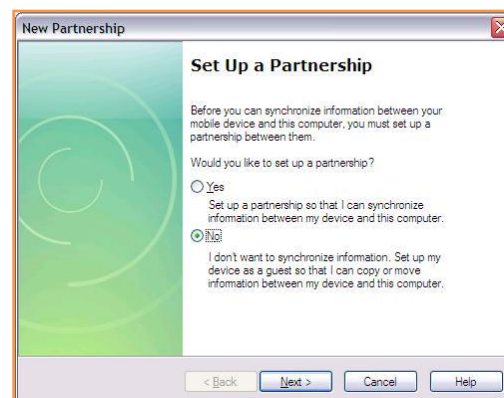 New Partnership
Set Up a Partnership
Before you can synchronize information between your
mobile device and this computer, you must set up a
partnership between them.
Would you like to set up a partnership?
Yes
Set up a partnership so that I can synchronize
information between my device and this computer.
No
I don't want to synchronize information. Set up my
device as a guest so that I can copy or move
information between my device and this computer.
< Back Next > Cancel Help